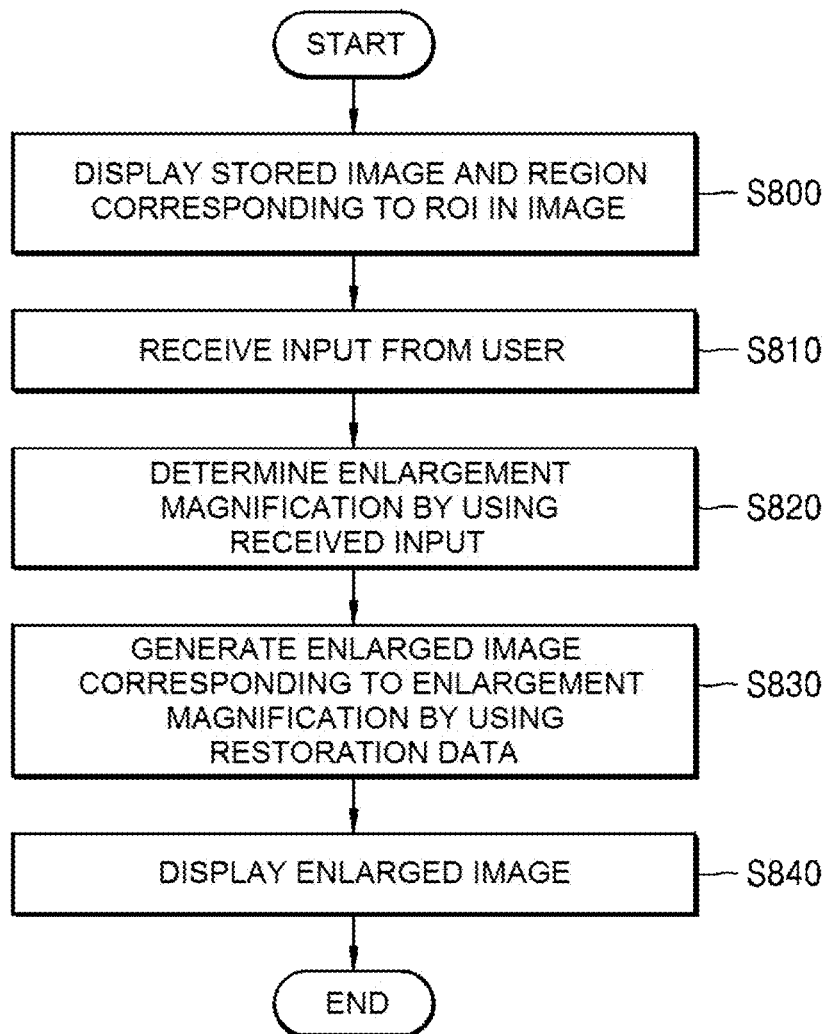 START
DISPLAY STORED IMAGE AND REGION
CORRESPONDING TO ROI IN IMAGE
S800
RECEIVE INPUT FROM USER
S810
DETERMINE ENLARGEMENT
MAGNIFICATION BY USING
RECEIVED INPUT
S820
GENERATE ENLARGED IMAGE
CORRESPONDING TO ENLARGEMENT
MAGNIFICATION BY USING
RESTORATION DATA
S830
DISPLAY ENLARGED IMAGE
S840
END